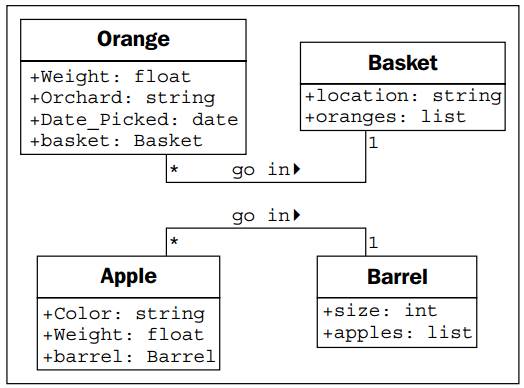 Orange
+Weight: float
+Orchard: string
+Date_Picked: date
+basket: Basket
Basket
+location: string
+oranges: list
* go in▶ 1
go in▶
* 1
Apple
+Color: string
+Weight: float
+barrel: Barrel
Barrel
+size: int
+apples: list